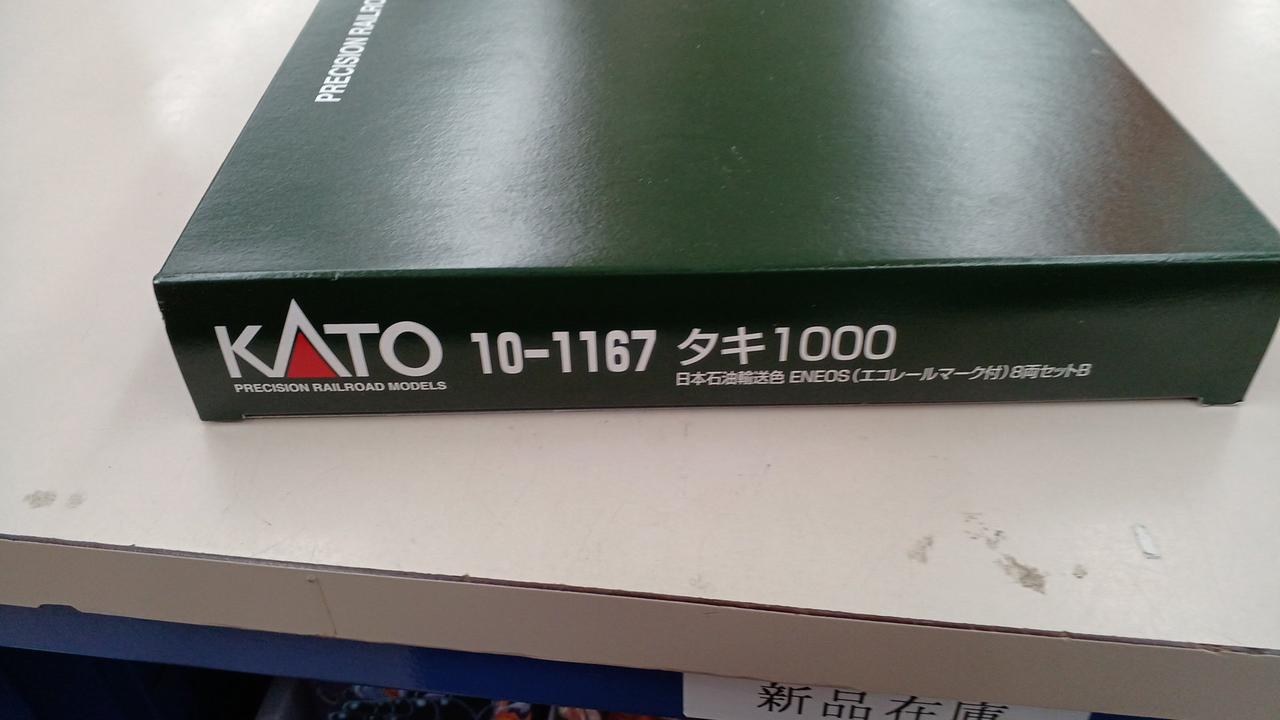 PRECISION RAILRO
KATO
PRECISION RAILROAD MODELS
10-1167 タキ1000
日本石油輸送色 ENEOS(エコレールマーク付)8両セットB
新品在庫